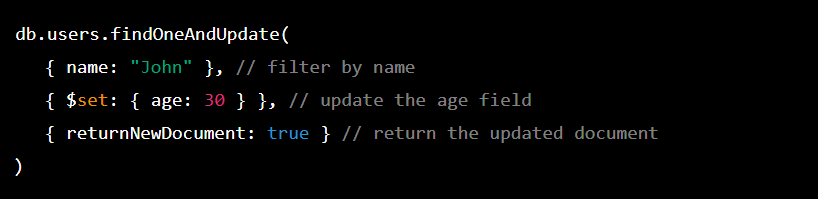 db.users.findOneAndUpdate(
{ name: "John" }, // filter by name
{ $set: { age: 30 } }, // update the age field
{ returnNewDocument: true } // return the updated document
)